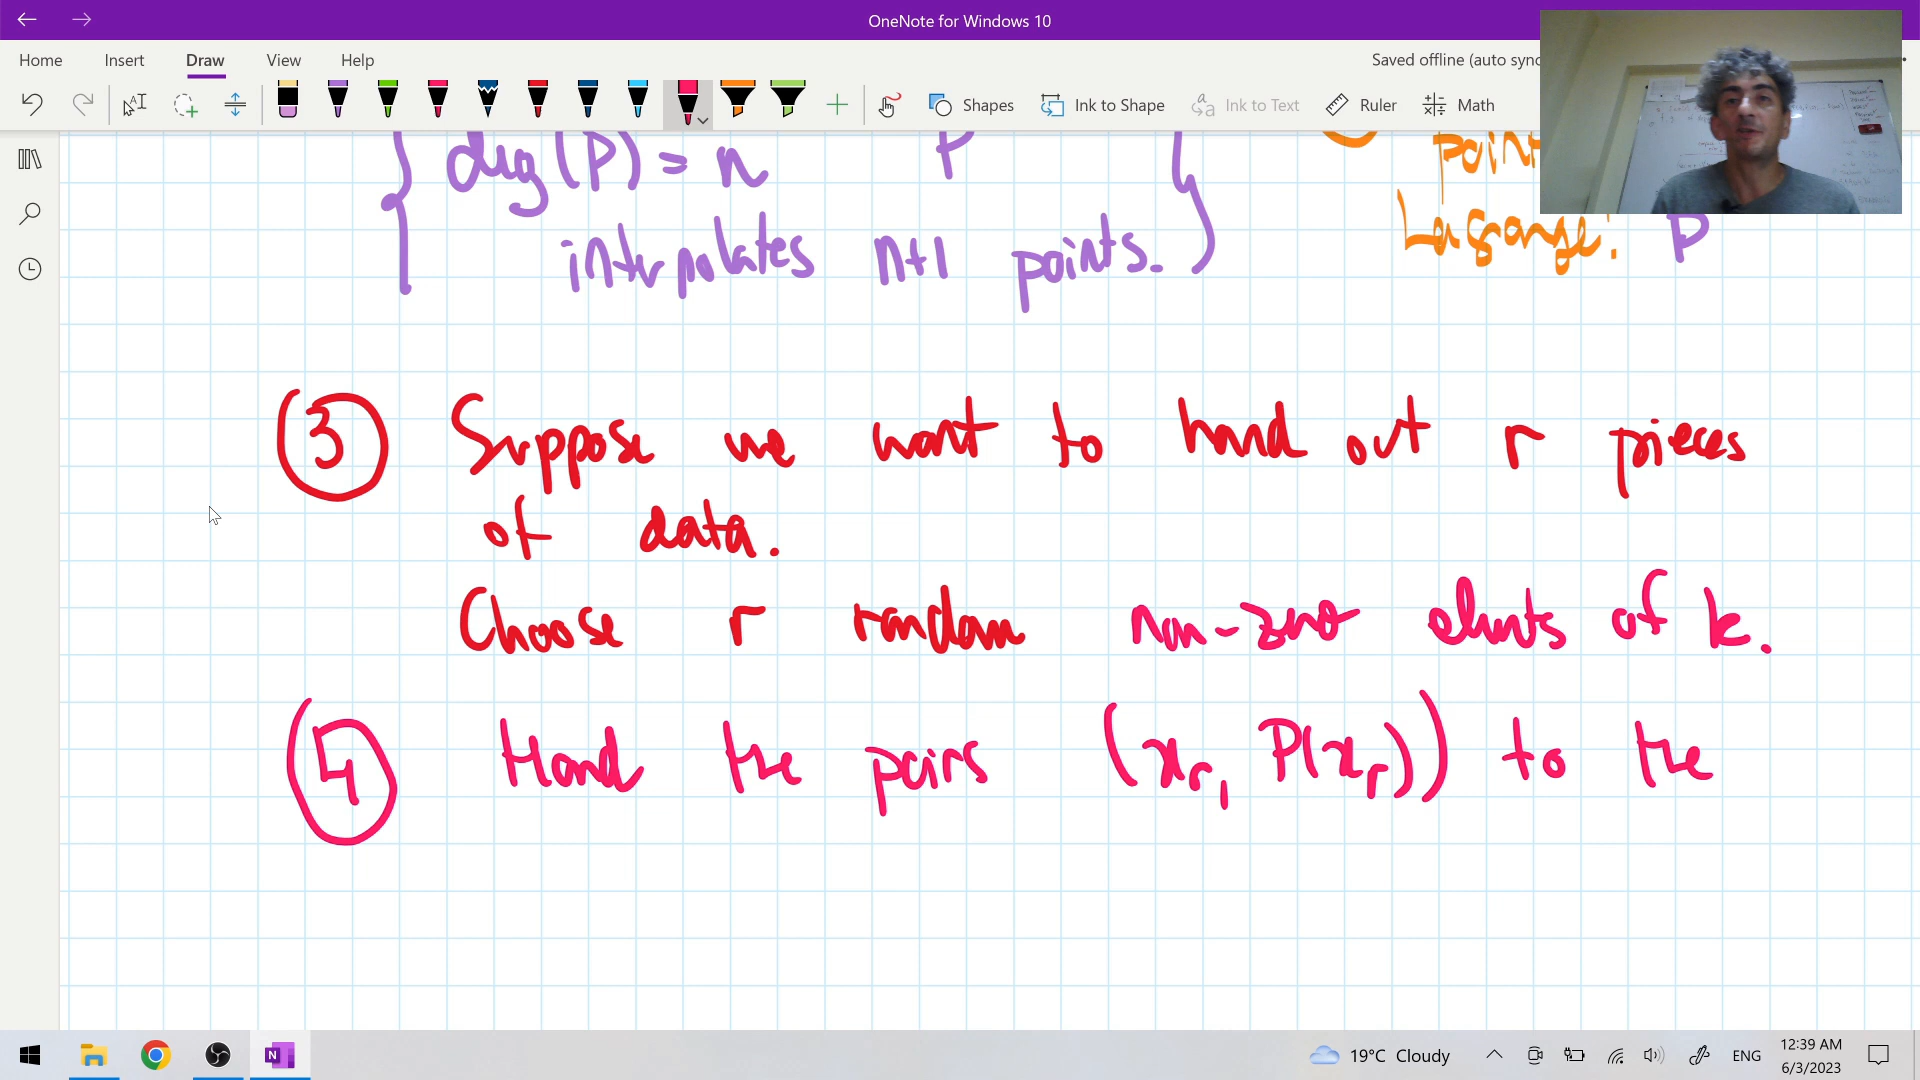 OneNote for Windows 10
Home Insert Draw View Help
Saved offline (auto sync
Shapes Ink to Shape Ink to Text Ruler Math
deg(P) = n P
interpolates n+1 points.
point
Lagrange: P
3 Suppose we want to hand out r pieces
of data.
Choose r random non-zero elmts of k.
4 Hand the pairs (x_r, P(x_r)) to the
19°C Cloudy
ENG
12:39 AM
6/3/2023